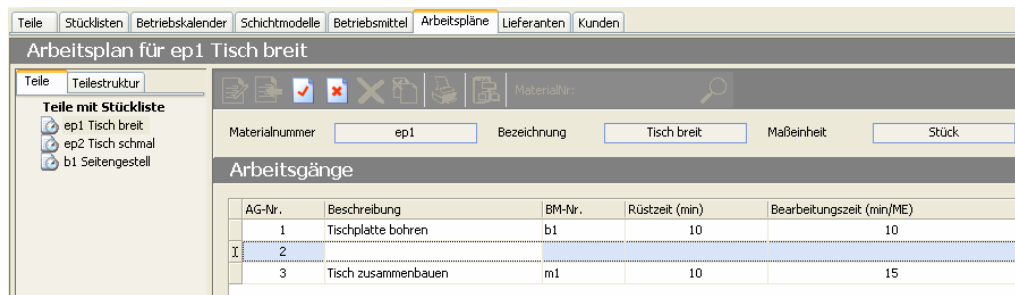 Teile Stücklisten Betriebskalender Schichtmodelle Betriebsmittel Arbeitspläne Lieferanten Kunden
Arbeitsplan für ep1 Tisch breit
Teile Teilestruktur
Teile mit Stückliste
ep1 Tisch breit
ep2 Tisch schmal
b1 Seitengestell
MaterialNr:
Materialnummer ep1 Bezeichnung Tisch breit Maßeinheit Stück
Arbeitsgänge
AG-Nr. Beschreibung BM-Nr. Rüstzeit (min) Bearbeitungszeit (min/ME)
1 Tischplatte bohren b1 10 10
2
3 Tisch zusammenbauen m1 10 15